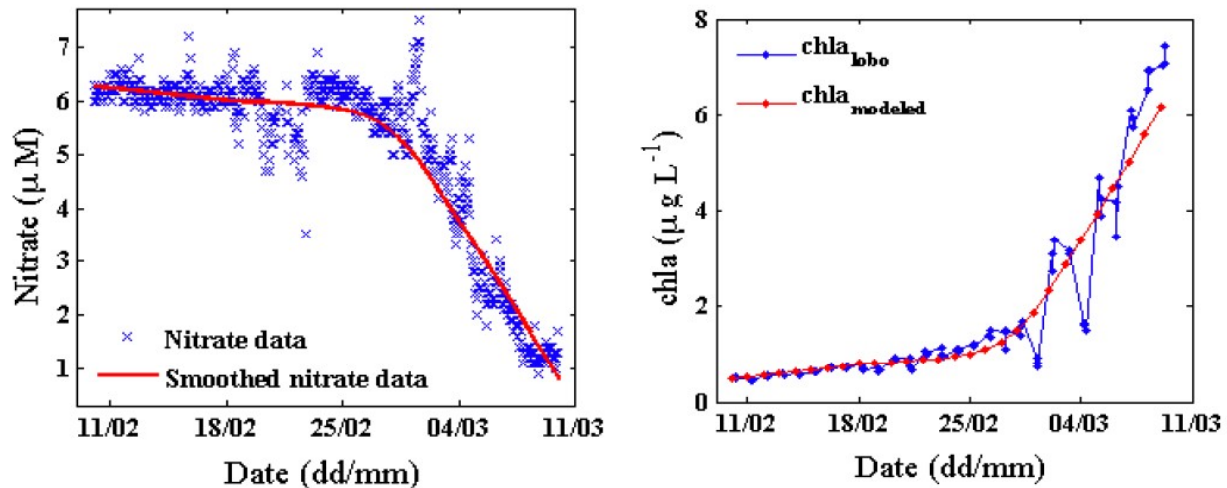 7
6
5
4
3
2
1
Nitrate (μ M)
Nitrate data
Smoothed nitrate data
11/02 18/02 25/02 04/03 11/03
Date (dd/mm)
8
6
4
2
0
chla (μ g L⁻¹)
chla_lobo
chla_modeled
11/02 18/02 25/02 04/03 11/03
Date (dd/mm)